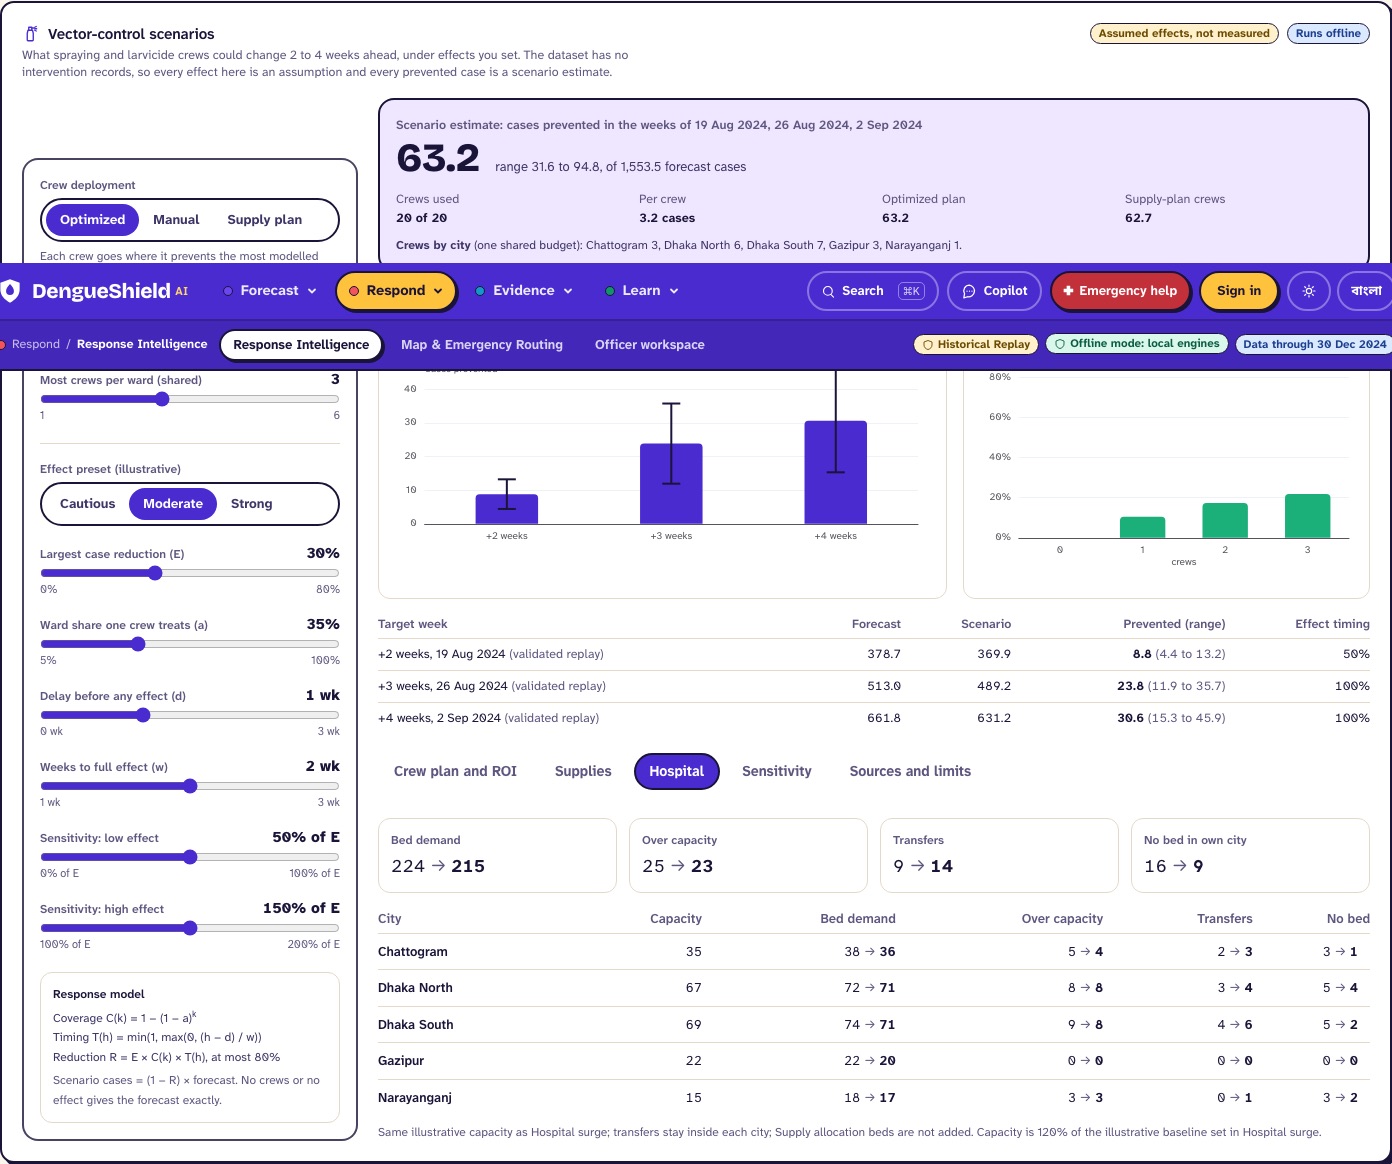 Vector-control scenarios
Assumed effects, not measured
Runs offline
What spraying and larvicide crews could change 2 to 4 weeks ahead, under effects you set. The dataset has no
intervention records, so every effect here is an assumption and every prevented case is a scenario estimate.
Crew deployment
Optimized Manual Supply plan
Each crew goes where it prevents the most modelled
Scenario estimate: cases prevented in the weeks of 19 Aug 2024, 26 Aug 2024, 2 Sep 2024
63.2 range 31.6 to 94.8, of 1,553.5 forecast cases
Crews used Per crew Optimized plan Supply-plan crews
20 of 20 3.2 cases 63.2 62.7
Crews by city (one shared budget): Chattogram 3, Dhaka North 6, Dhaka South 7, Gazipur 3, Narayanganj 1.
DengueShield AI Forecast Respond Evidence Learn Search ⌘K Copilot Emergency help Sign in বাংলা
Respond / Response Intelligence Response Intelligence Map & Emergency Routing Officer workspace Historical Replay Offline mode: local engines Data through 30 Dec 2024
Most crews per ward (shared) 3
1 6
Effect preset (illustrative)
Cautious Moderate Strong
Largest case reduction (E) 30%
0% 80%
Ward share one crew treats (a) 35%
5% 100%
Delay before any effect (d) 1 wk
0 wk 3 wk
Weeks to full effect (w) 2 wk
1 wk 3 wk
Sensitivity: low effect 50% of E
0% of E 100% of E
Sensitivity: high effect 150% of E
100% of E 200% of E
Response model
Coverage C(k) = 1 − (1 − a)^k
Timing T(h) = min(1, max(0, (h − d) / w))
Reduction R = E × C(k) × T(h), at most 80%
Scenario cases = (1 − R) × forecast. No crews or no
effect gives the forecast exactly.
40
30
20
10
0
+2 weeks +3 weeks +4 weeks
80%
60%
40%
20%
0%
0 1 2 3
crews
Target week Forecast Scenario Prevented (range) Effect timing
+2 weeks, 19 Aug 2024 (validated replay) 378.7 369.9 8.8 (4.4 to 13.2) 50%
+3 weeks, 26 Aug 2024 (validated replay) 513.0 489.2 23.8 (11.9 to 35.7) 100%
+4 weeks, 2 Sep 2024 (validated replay) 661.8 631.2 30.6 (15.3 to 45.9) 100%
Crew plan and ROI Supplies Hospital Sensitivity Sources and limits
Bed demand Over capacity Transfers No bed in own city
224 → 215 25 → 23 9 → 14 16 → 9
City Capacity Bed demand Over capacity Transfers No bed
Chattogram 35 38 → 36 5 → 4 2 → 3 3 → 1
Dhaka North 67 72 → 71 8 → 8 3 → 4 5 → 4
Dhaka South 69 74 → 71 9 → 8 4 → 6 5 → 2
Gazipur 22 22 → 20 0 → 0 0 → 0 0 → 0
Narayanganj 15 18 → 17 3 → 3 0 → 1 3 → 2
Same illustrative capacity as Hospital surge; transfers stay inside each city; Supply allocation beds are not added. Capacity is 120% of the illustrative baseline set in Hospital surge.